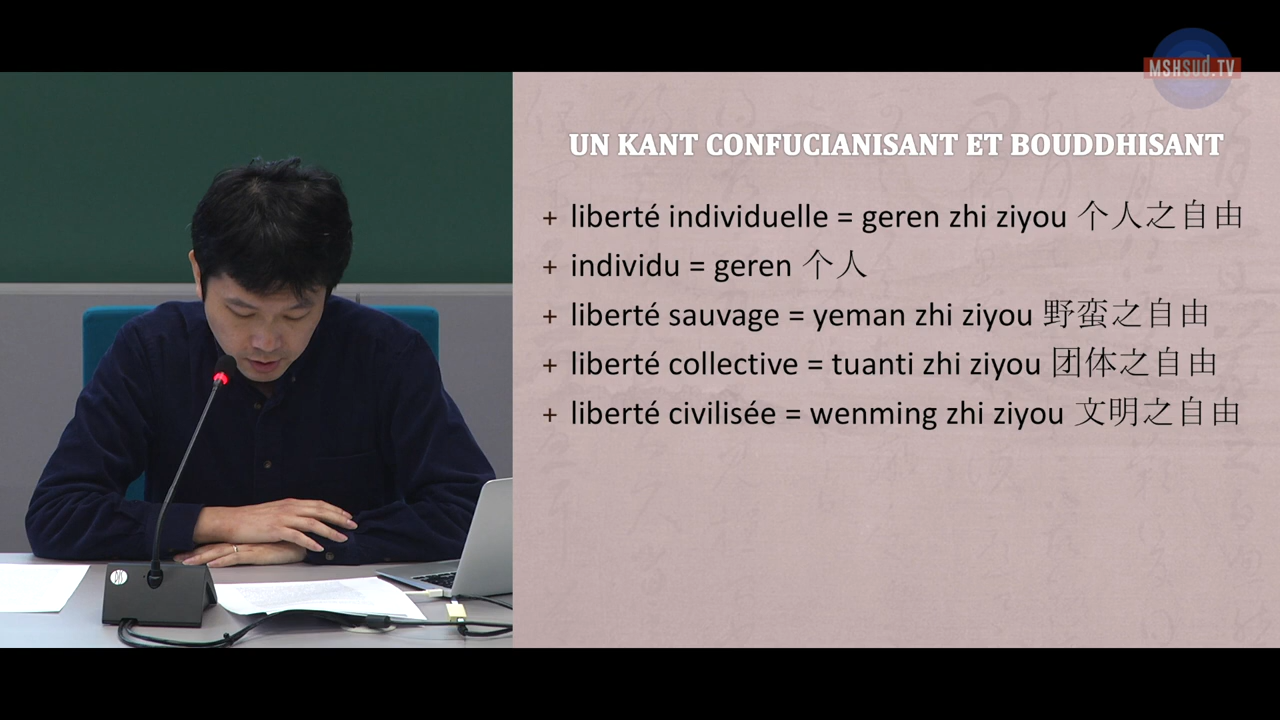 MSHsud.TV
UN KANT CONFUCIANISANT ET BOUDDHISANT
+ liberté individuelle = geren zhi ziyou 个人之自由
+ individu = geren 个人
+ liberté sauvage = yeman zhi ziyou 野蛮之自由
+ liberté collective = tuanti zhi ziyou 团体之自由
+ liberté civilisée = wenming zhi ziyou 文明之自由